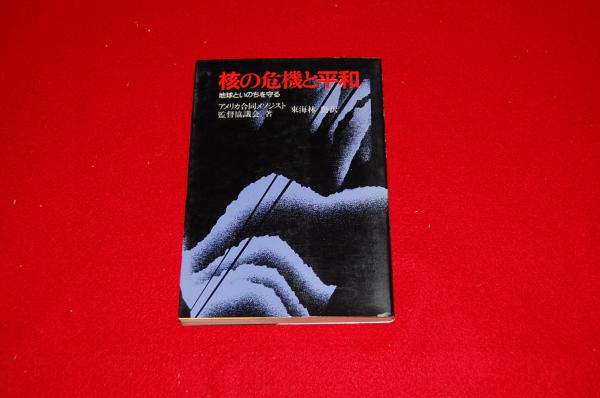 核の危機と平和
地球といのちを守る
アメリカ合同メソジスト
監督協議会 著
東海林 訳